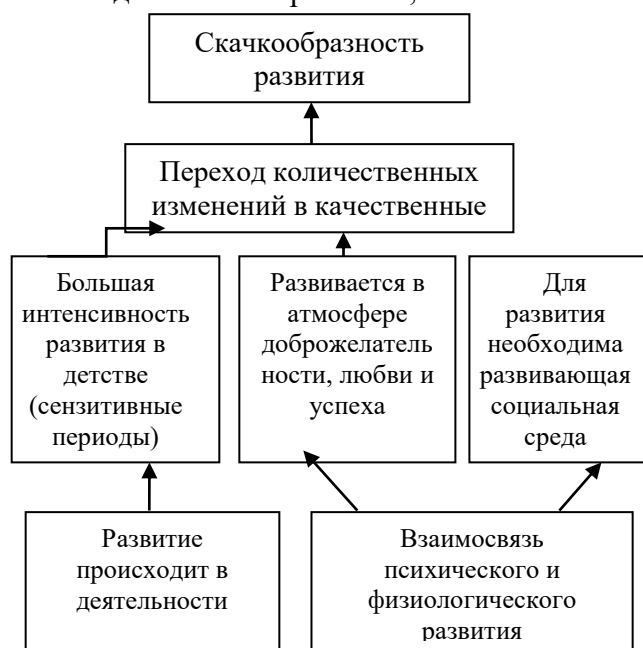 Скачкообразность
развития
Переход количественных
изменений в качественные
Большая
интенсивность
развития в
детстве
(сензитивные
периоды)
Развивается в
атмосфере
доброжелатель
ности, любви и
успеха
Для
развития
необходима
развивающая
социальная
среда
Развитие
происходит в
деятельности
Взаимосвязь
психического и
физиологического
развития